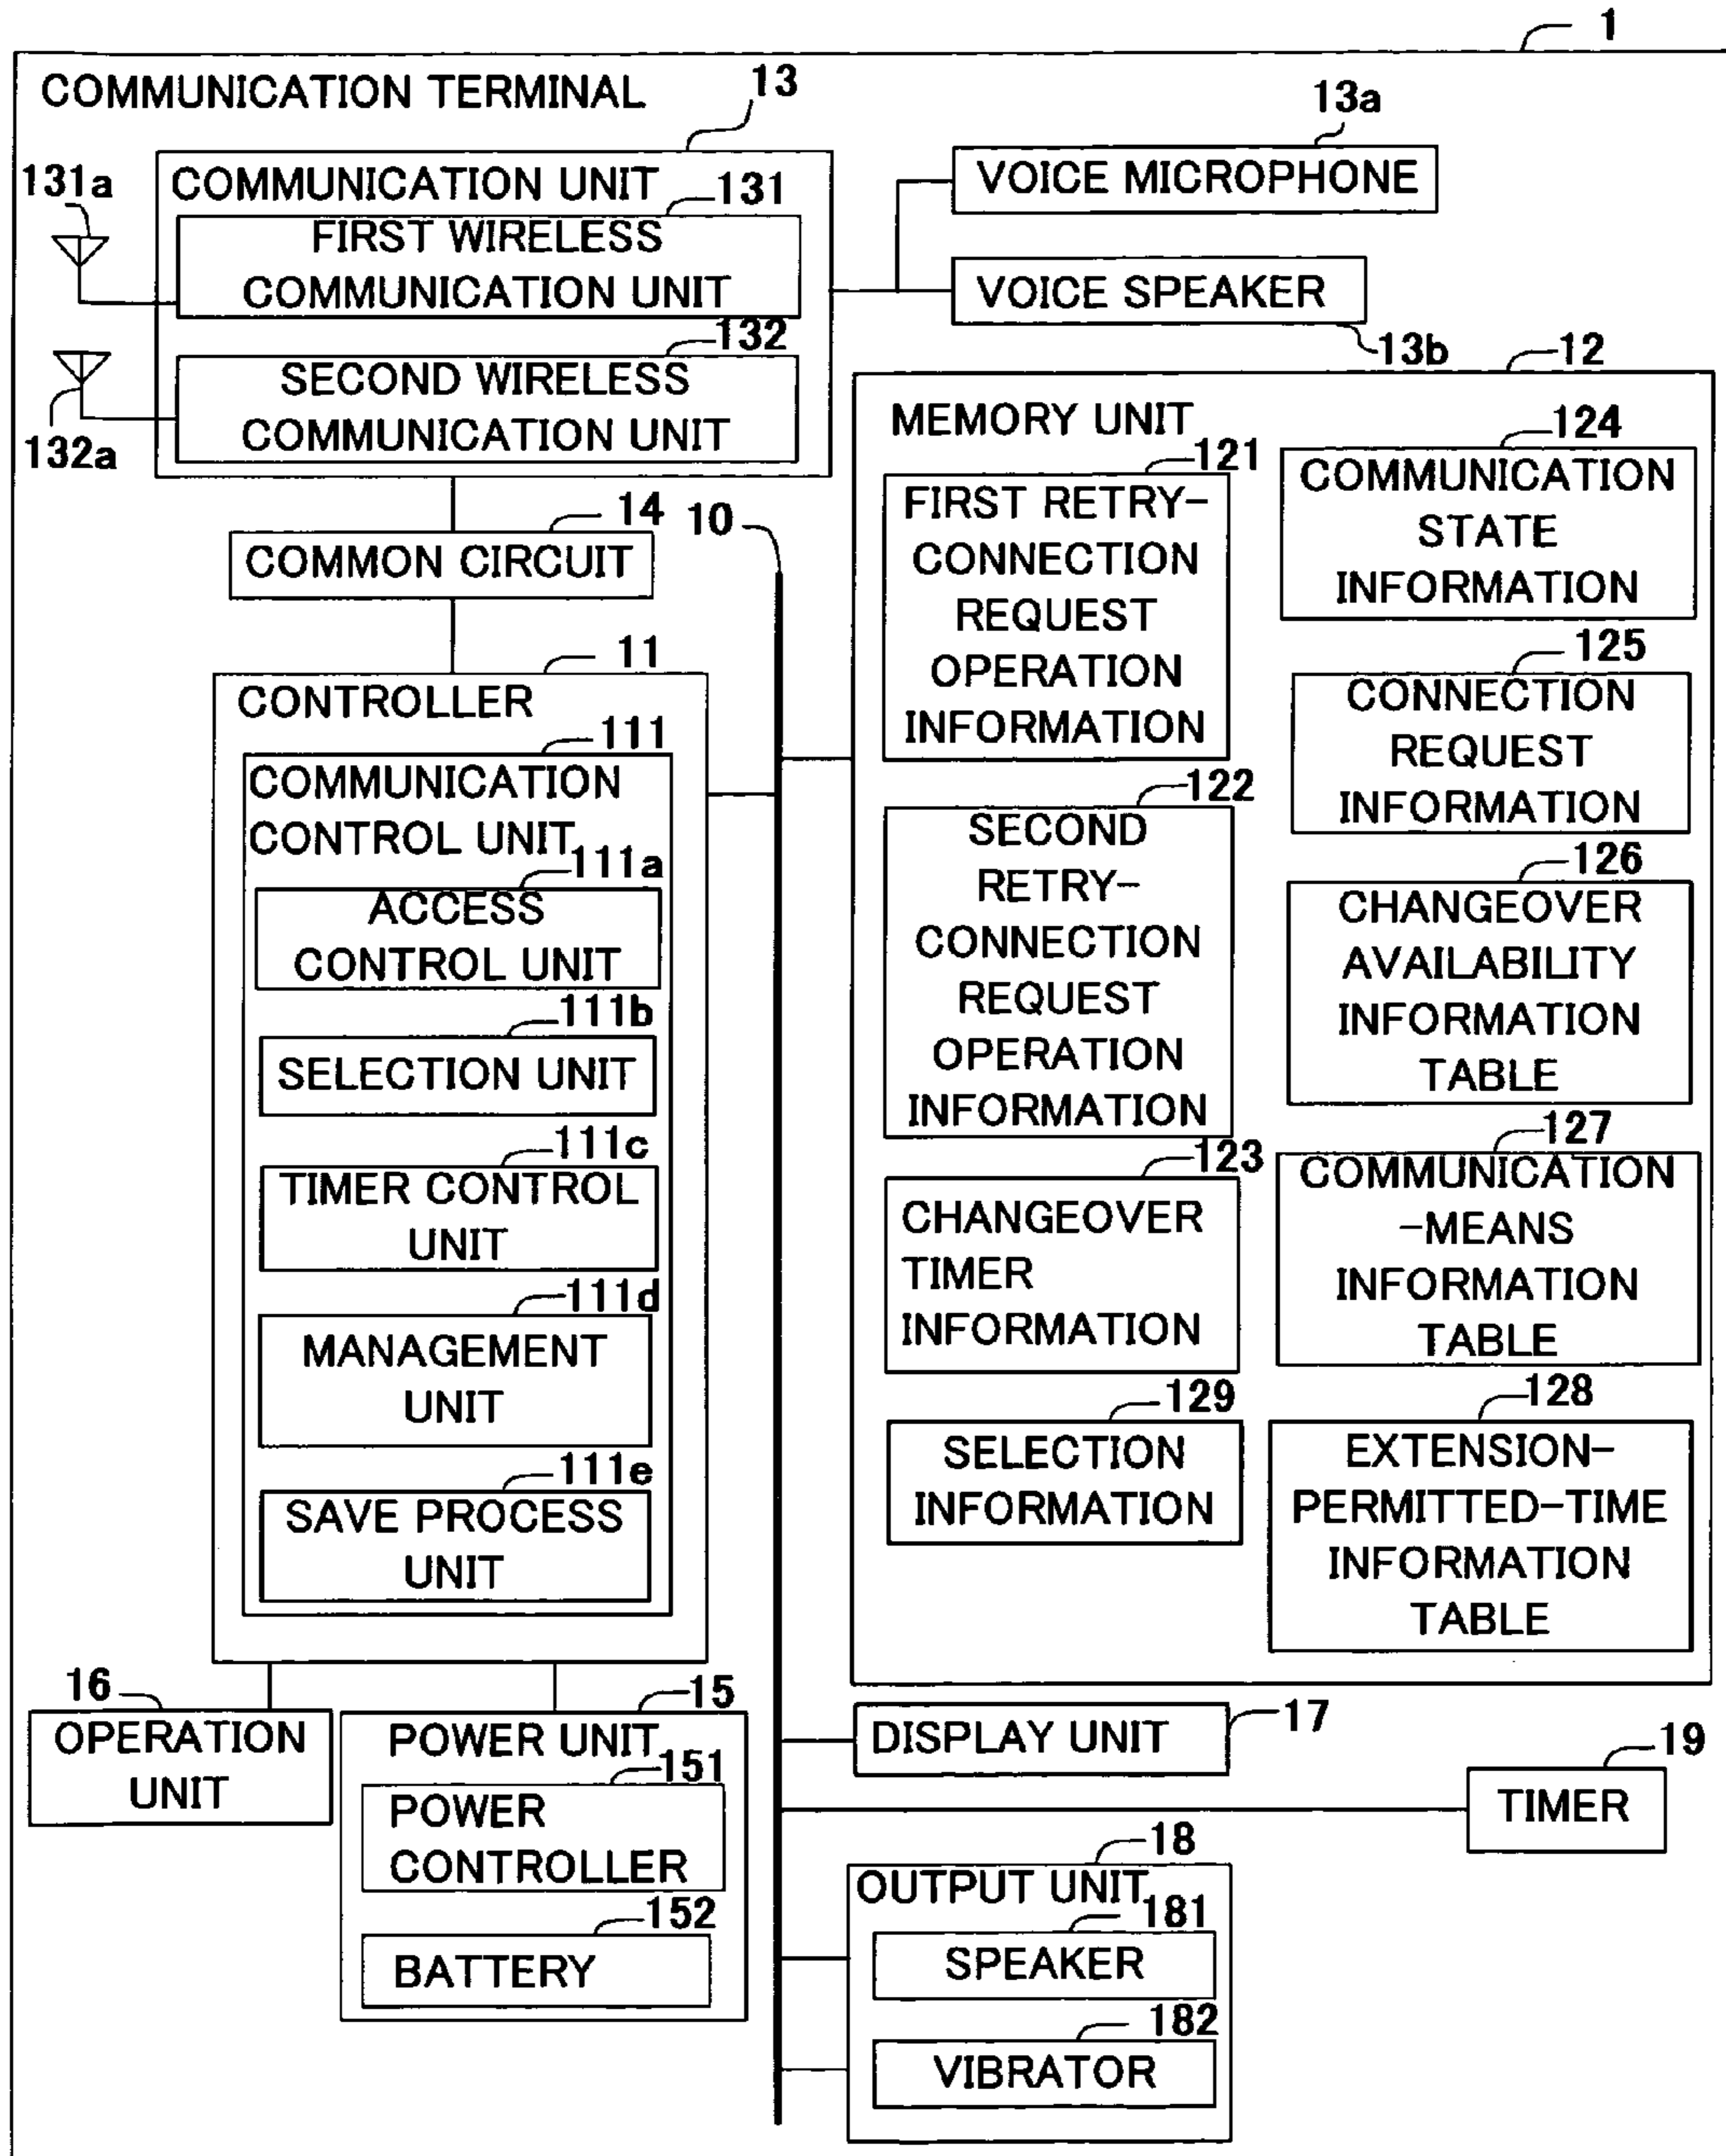 1
COMMUNICATION TERMINAL
13
13a
131a
COMMUNICATION UNIT
131
VOICE MICROPHONE
FIRST WIRELESS
COMMUNICATION UNIT
VOICE SPEAKER
13b
132
SECOND WIRELESS
COMMUNICATION UNIT
132a
12
MEMORY UNIT
121
FIRST RETRY-
CONNECTION
REQUEST
OPERATION
INFORMATION
124
COMMUNICATION
STATE
INFORMATION
14
COMMON CIRCUIT
10
125
CONNECTION
REQUEST
INFORMATION
11
CONTROLLER
111
COMMUNICATION
CONTROL UNIT
111a
ACCESS
CONTROL UNIT
111b
SELECTION UNIT
111c
TIMER CONTROL
UNIT
111d
MANAGEMENT
UNIT
111e
SAVE PROCESS
UNIT
122
SECOND
RETRY-
CONNECTION
REQUEST
OPERATION
INFORMATION
126
CHANGEOVER
AVAILABILITY
INFORMATION
TABLE
123
CHANGEOVER
TIMER
INFORMATION
127
COMMUNICATION
-MEANS
INFORMATION
TABLE
129
SELECTION
INFORMATION
128
EXTENSION-
PERMITTED-TIME
INFORMATION
TABLE
16
OPERATION
UNIT
15
POWER UNIT
151
POWER
CONTROLLER
152
BATTERY
DISPLAY UNIT
17
19
TIMER
18
OUTPUT UNIT
181
SPEAKER
182
VIBRATOR